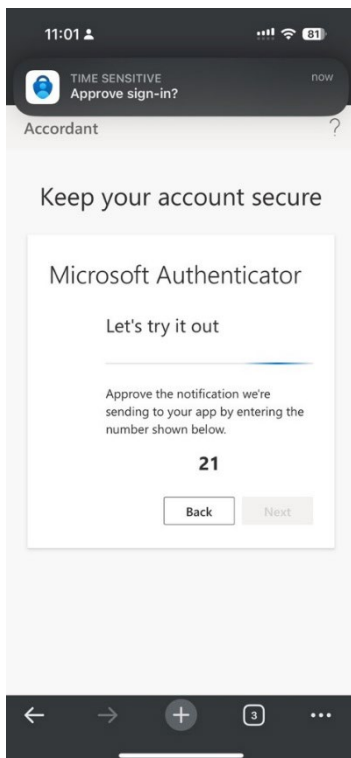 11:01
81
TIME SENSITIVE
now
Approve sign-in?
Accordant
?
Keep your account secure
Microsoft Authenticator
Let's try it out
Approve the notification we're
sending to your app by entering the
number shown below.
21
Back
Next
3